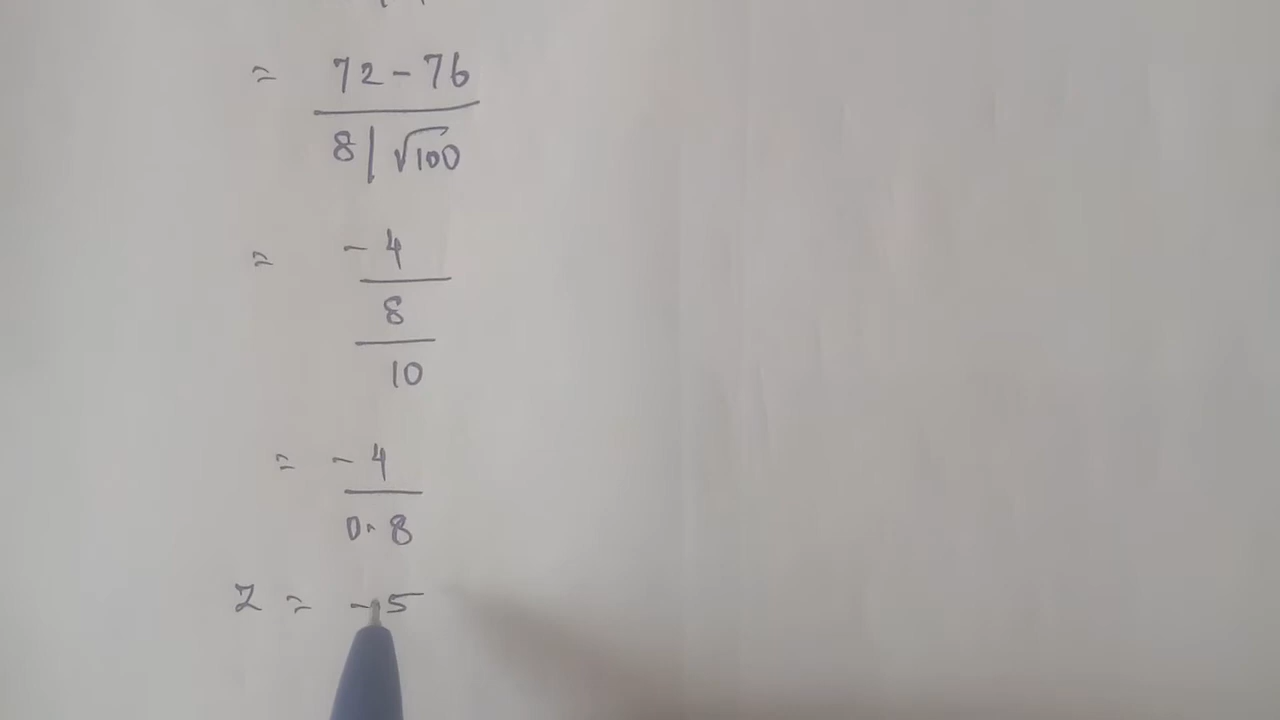 = 72 - 76
8 | √100
= - 4
8
10
= - 4
0.8
Z = - 5